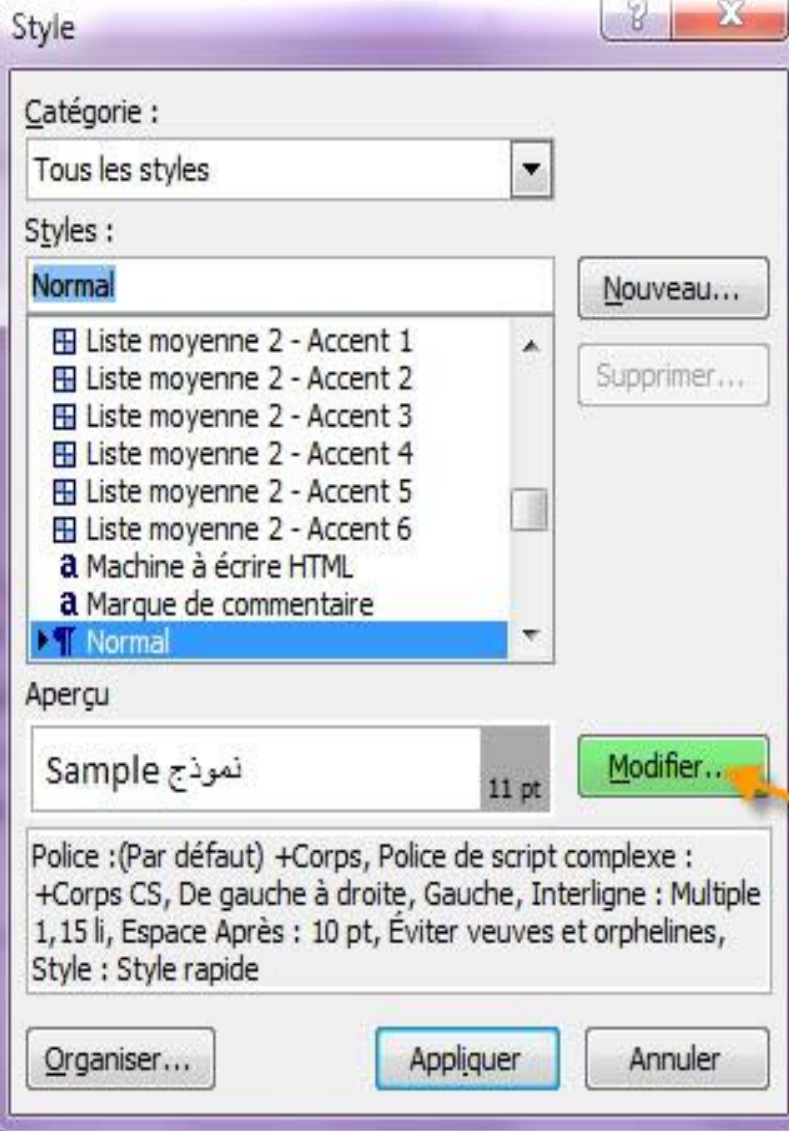 Style
?
X
Catégorie :
Tous les styles
Styles :
Normal
Nouveau...
Liste moyenne 2 - Accent 1
Liste moyenne 2 - Accent 2
Supprimer...
Liste moyenne 2 - Accent 3
Liste moyenne 2 - Accent 4
Liste moyenne 2 - Accent 5
Liste moyenne 2 - Accent 6
a Machine à écrire HTML
a Marque de commentaire
¶ Normal
Aperçu
Sample نموذج
11 pt
Modifier...
Police :(Par défaut) +Corps, Police de script complexe :
+Corps CS, De gauche à droite, Gauche, Interligne : Multiple
1,15 li, Espace Après : 10 pt, Éviter veuves et orphelines,
Style : Style rapide
Organiser...
Appliquer
Annuler